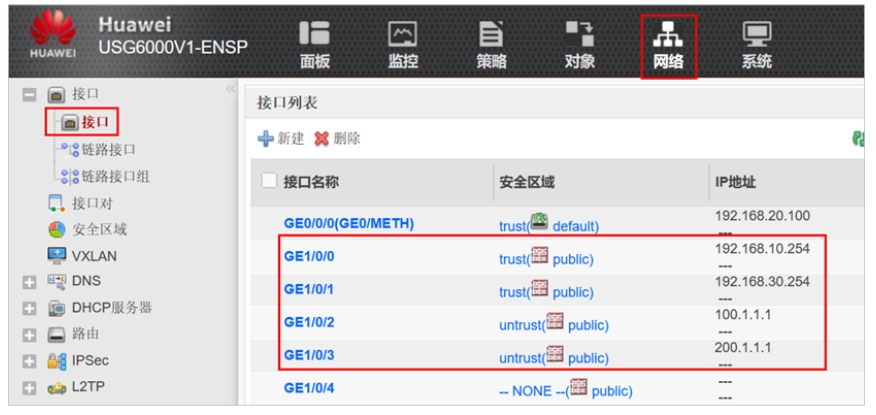 Huawei
USG6000V1-ENSP
HUAWEI
面板
监控
策略
对象
网络
系统
接口
接口
链路接口
链路接口组
接口对
安全区域
VXLAN
DNS
DHCP服务器
路由
IPSec
L2TP
接口列表
新建 删除
接口名称 安全区域 IP地址
GE0/0/0(GE0/METH) trust( default) 192.168.20.100
---
GE1/0/0 trust( public) 192.168.10.254
---
GE1/0/1 trust( public) 192.168.30.254
---
GE1/0/2 untrust( public) 100.1.1.1
---
GE1/0/3 untrust( public) 200.1.1.1
---
GE1/0/4 -- NONE --( public) ---
---